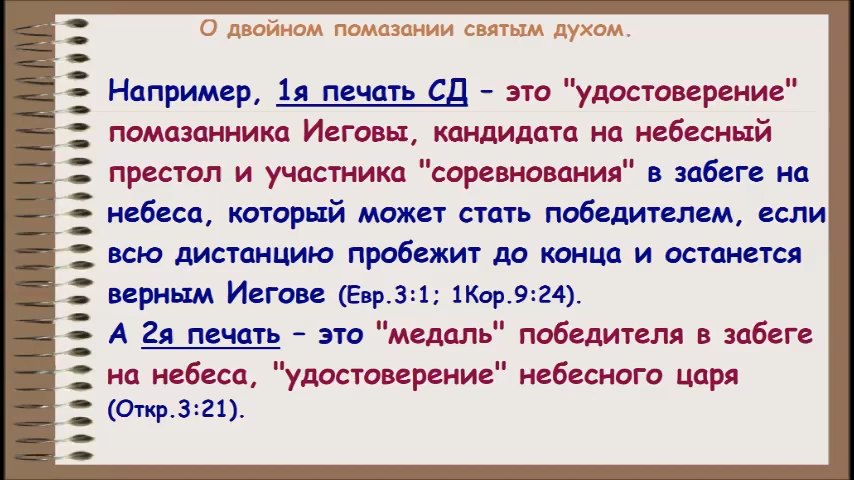 О двойном помазании святым духом.
Например, 1я печать СД – это "удостоверение"
помазанника Иеговы, кандидата на небесный
престол и участника "соревнования" в забеге на
небеса, который может стать победителем, если
всю дистанцию пробежит до конца и останется
верным Иегове (Евр.3:1; 1Кор.9:24).
А 2я печать – это "медаль" победителя в забеге
на небеса, "удостоверение" небесного царя
(Откр.3:21).